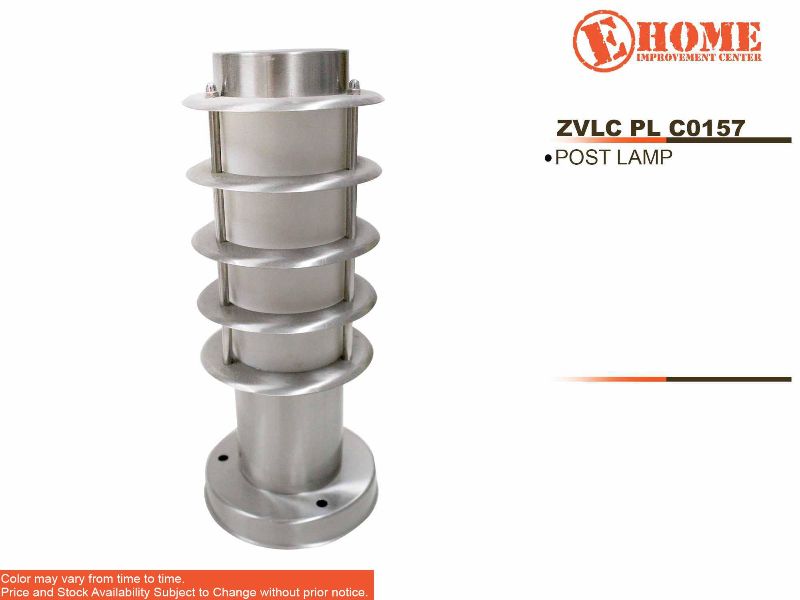 E HOME
IMPROVEMENT CENTER
ZVLC PL C0157
•POST LAMP
Color may vary from time to time.
Price and Stock Availability Subject to Change without prior notice.